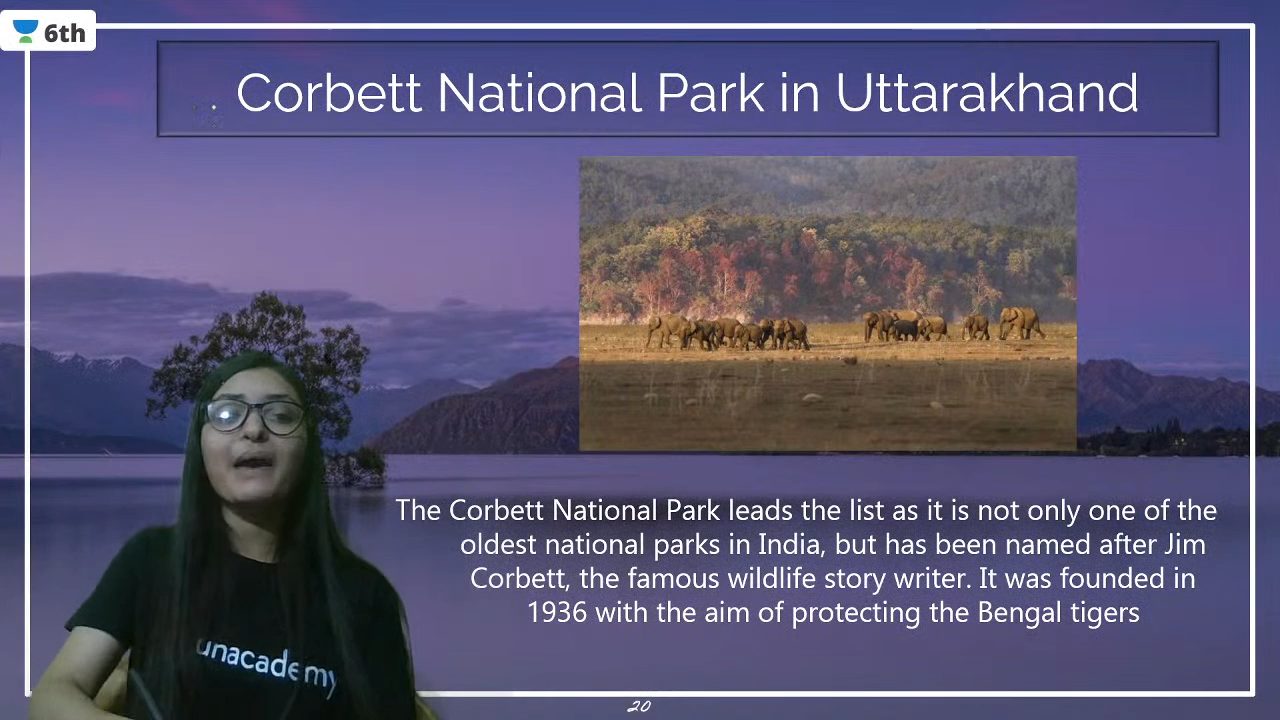 6th
Corbett National Park in Uttarakhand
The Corbett National Park leads the list as it is not only one of the
oldest national parks in India, but has been named after Jim
Corbett, the famous wildlife story writer. It was founded in
1936 with the aim of protecting the Bengal tigers
unacademy
20